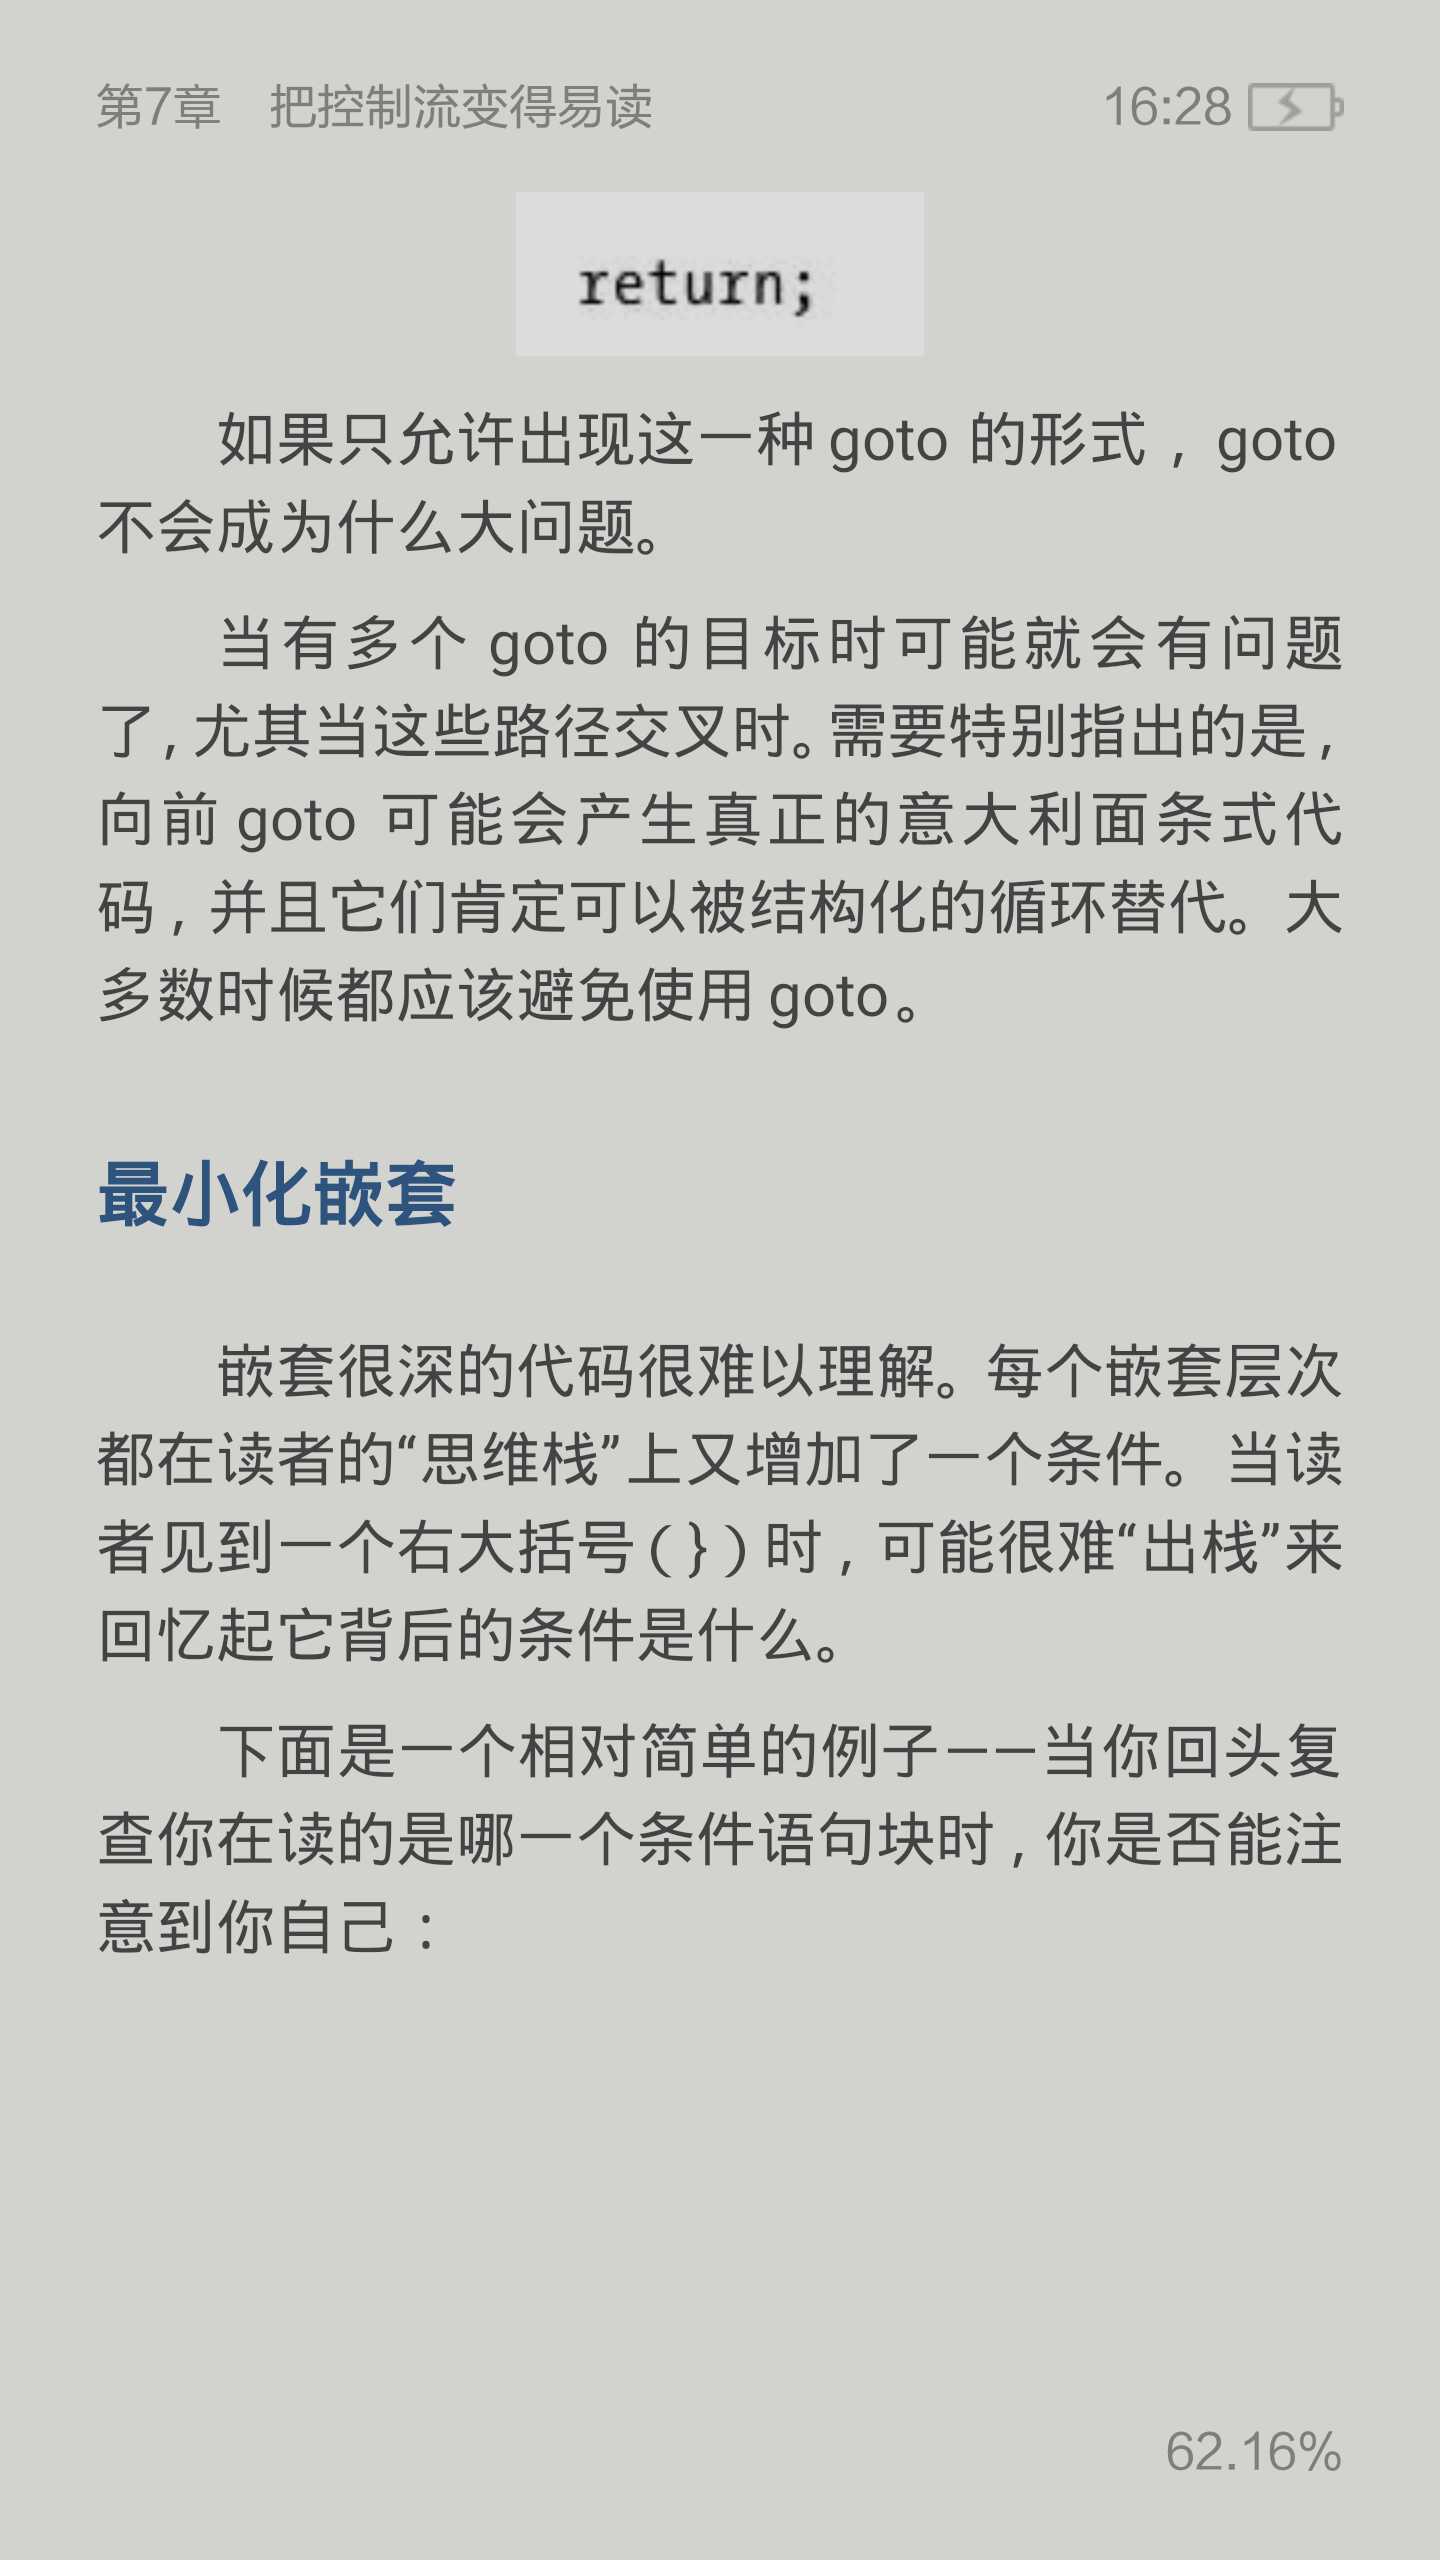 第7章　把控制流变得易读
16:28
return;
如果只允许出现这一种 goto 的形式，goto
不会成为什么大问题。
当有多个 goto 的目标时可能就会有问题
了，尤其当这些路径交叉时。需要特别指出的是，
向前 goto 可能会产生真正的意大利面条式代
码，并且它们肯定可以被结构化的循环替代。大
多数时候都应该避免使用 goto。
最小化嵌套
嵌套很深的代码很难以理解。每个嵌套层次
都在读者的“思维栈”上又增加了一个条件。当读
者见到一个右大括号(})时，可能很难“出栈”来
回忆起它背后的条件是什么。
下面是一个相对简单的例子——当你回头复
查你在读的是哪一个条件语句块时，你是否能注
意到你自己：
62.16%